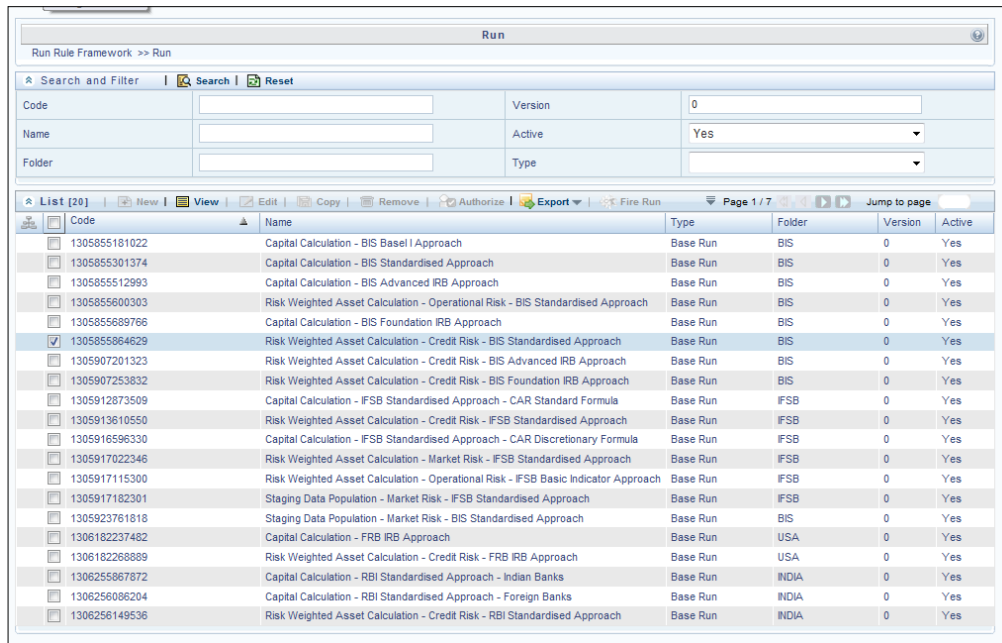 Run
Run Rule Framework >> Run
Search and Filter | Search | Reset
Code Version 0
Name Active Yes
Folder Type
List [20] | New | View | Edit | Copy | Remove | Authorize | Export | Fire Run Page 1 / 7 Jump to page
Code Name Type Folder Version Active
1305855181022 Capital Calculation - BIS Basel I Approach Base Run BIS 0 Yes
1305855301374 Capital Calculation - BIS Standardised Approach Base Run BIS 0 Yes
1305855512993 Capital Calculation - BIS Advanced IRB Approach Base Run BIS 0 Yes
1305855600303 Risk Weighted Asset Calculation - Operational Risk - BIS Standardised Approach Base Run BIS 0 Yes
1305855689766 Capital Calculation - BIS Foundation IRB Approach Base Run BIS 0 Yes
1305855864629 Risk Weighted Asset Calculation - Credit Risk - BIS Standardised Approach Base Run BIS 0 Yes
1305907201323 Risk Weighted Asset Calculation - Credit Risk - BIS Advanced IRB Approach Base Run BIS 0 Yes
1305907253832 Risk Weighted Asset Calculation - Credit Risk - BIS Foundation IRB Approach Base Run BIS 0 Yes
1305912873509 Capital Calculation - IFSB Standardised Approach - CAR Standard Formula Base Run IFSB 0 Yes
1305913610550 Risk Weighted Asset Calculation - Credit Risk - IFSB Standardised Approach Base Run IFSB 0 Yes
1305916596330 Capital Calculation - IFSB Standardised Approach - CAR Discretionary Formula Base Run IFSB 0 Yes
1305917022346 Risk Weighted Asset Calculation - Market Risk - IFSB Standardised Approach Base Run IFSB 0 Yes
1305917115300 Risk Weighted Asset Calculation - Operational Risk - IFSB Basic Indicator Approach Base Run IFSB 0 Yes
1305917182301 Staging Data Population - Market Risk - IFSB Standardised Approach Base Run IFSB 0 Yes
1305923761818 Staging Data Population - Market Risk - BIS Standardised Approach Base Run BIS 0 Yes
1306182237482 Capital Calculation - FRB IRB Approach Base Run USA 0 Yes
1306182268889 Risk Weighted Asset Calculation - Credit Risk - FRB IRB Approach Base Run USA 0 Yes
1306255867872 Capital Calculation - RBI Standardised Approach - Indian Banks Base Run INDIA 0 Yes
1306256086204 Capital Calculation - RBI Standardised Approach - Foreign Banks Base Run INDIA 0 Yes
1306256149536 Risk Weighted Asset Calculation - Credit Risk - RBI Standardised Approach Base Run INDIA 0 Yes